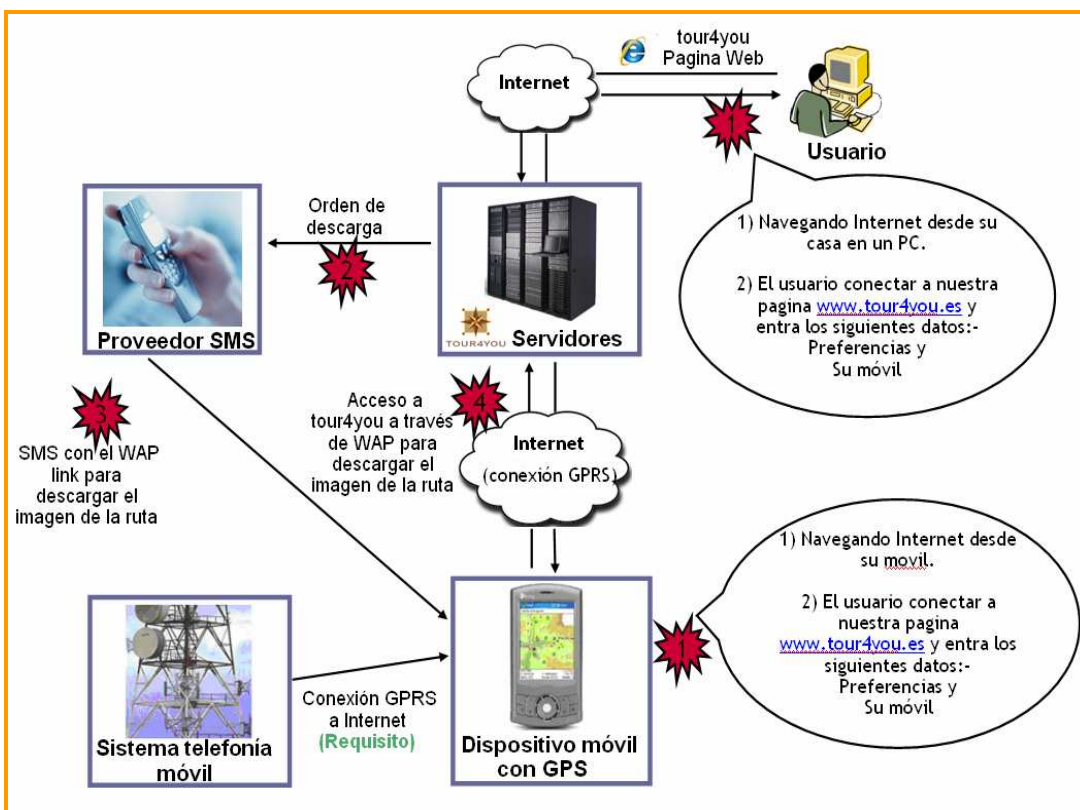 tour4you
Pagina Web
Internet
1
Usuario
1) Navegando Internet desde su
casa en un PC.
2) El usuario conectar a nuestra
pagina www.tour4you.es y
entra los siguientes datos:-
Preferencias y
Su móvil
Orden de
descarga
2
Proveedor SMS
TOUR4YOU
Servidores
3
SMS con el WAP
link para
descargar el
imagen de la ruta
4
Acceso a
tour4you a través
de WAP para
descargar el
imagen de la ruta
Internet
(conexión GPRS)
1) Navegando Internet desde
su movil.
2) El usuario conectar a
nuestra pagina
www.tour4you.es y entra los
siguientes datos:-
Preferencias y
Su móvil
1
Sistema telefonía
móvil
Conexión GPRS
a Internet
(Requisito)
Dispositivo móvil
con GPS